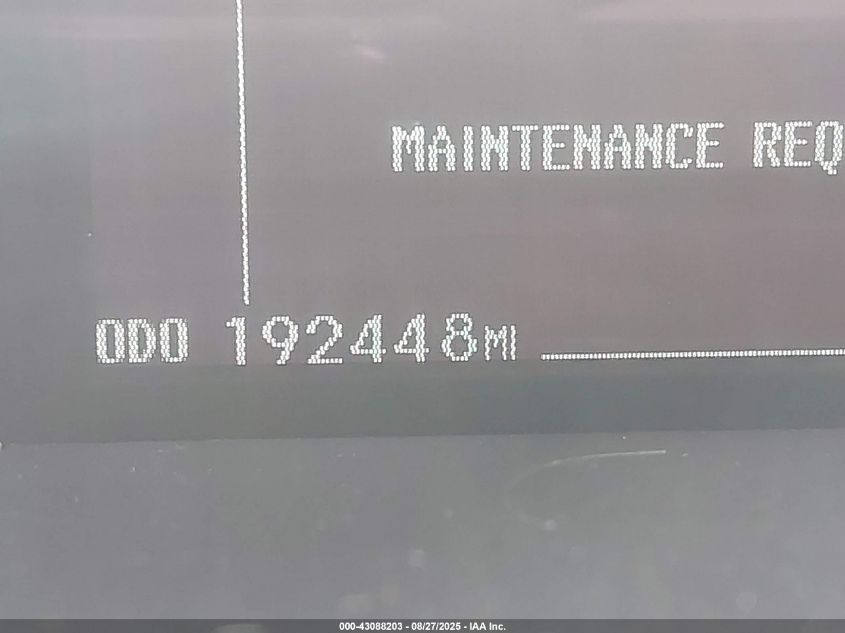 MAINTENANCE REQ
ODO 192448MI
000-43088203 - 08/27/2025 - IAA Inc.